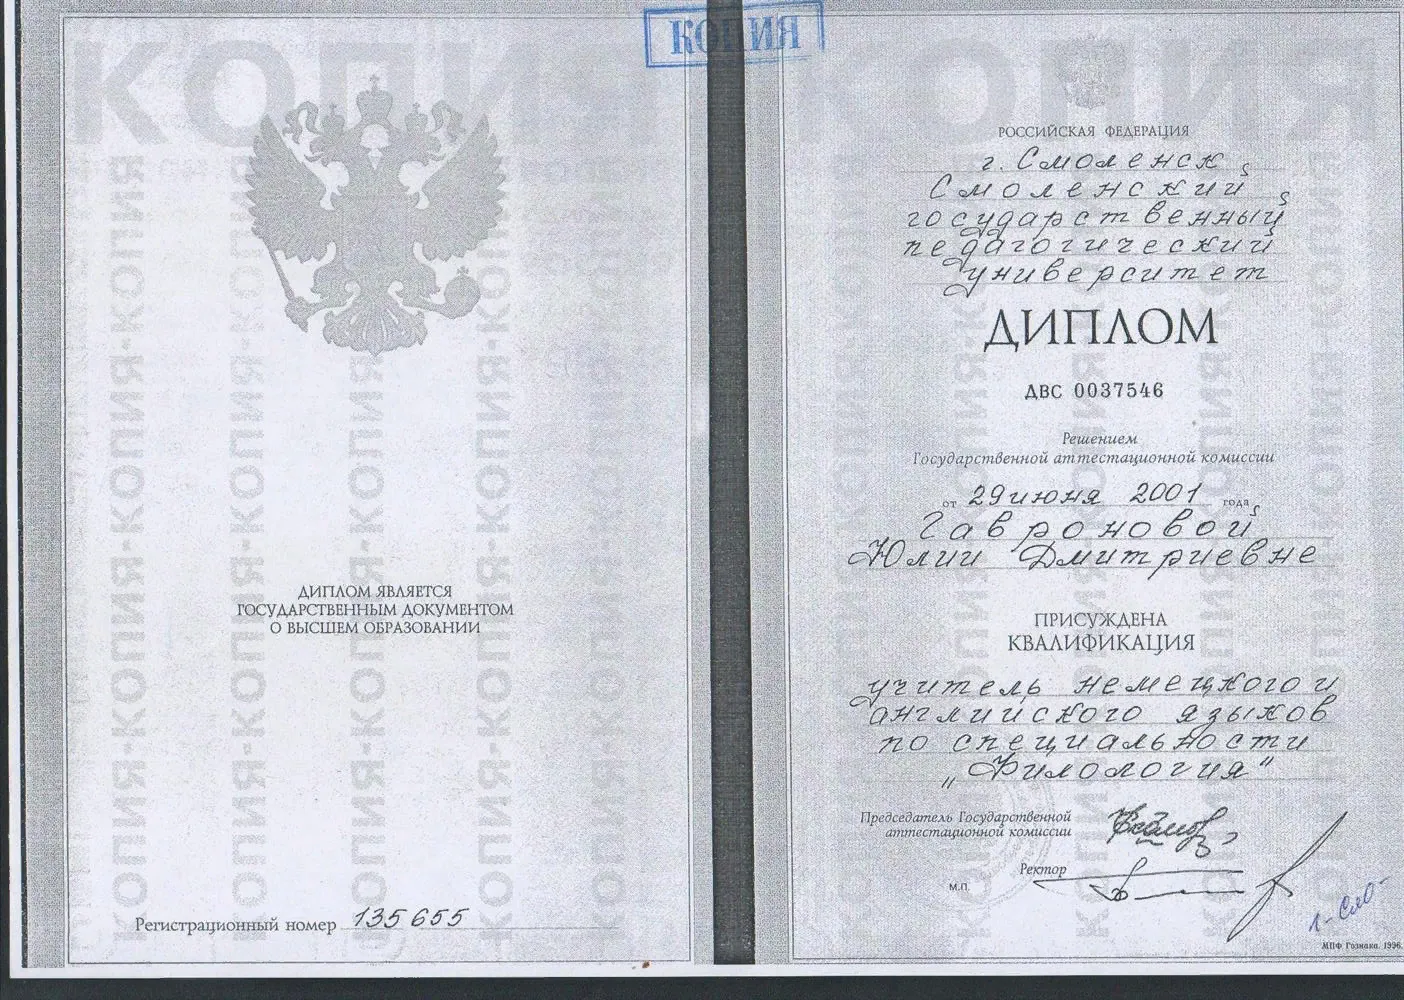 КОПИЯ
КОПИЯ
КОПИЯ
ДИПЛОМ ЯВЛЯЕТСЯ
ГОСУДАРСТВЕННЫМ ДОКУМЕНТОМ
О ВЫСШЕМ ОБРАЗОВАНИИ
Регистрационный номер 135655
РОССИЙСКАЯ ФЕДЕРАЦИЯ
г. Смоленск
Смоленский
государственный
педагогический
университет
ДИПЛОМ
ДВС 0037546
Решением
Государственной аттестационной комиссии
от 29 июня 2001 года
Гавроновой
Юлии Дмитриевне
ПРИСУЖДЕНА
КВАЛИФИКАЦИЯ
учитель немецкого и
английского языков
по специальности
„Филология“
Председатель Государственной
аттестационной комиссии
Ректор
М.П.
МПФ Гознака. 1996.